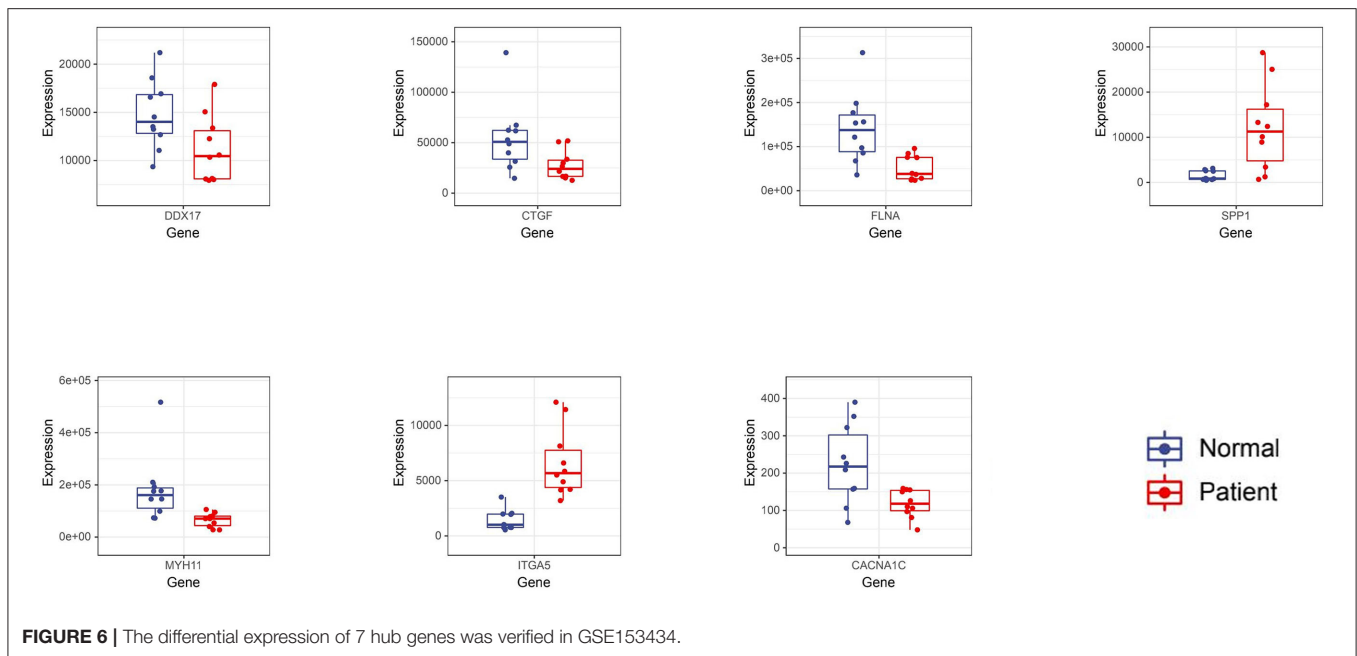 Expression
20000
15000
10000
DDX17
Gene
Expression
150000
100000
50000
0
CTGF
Gene
Expression
3e+05
2e+05
1e+05
0e+00
FLNA
Gene
Expression
30000
20000
10000
0
SPP1
Gene
Expression
6e+05
4e+05
2e+05
0e+00
MYH11
Gene
Expression
10000
5000
0
ITGA5
Gene
Expression
400
300
200
100
0
CACNA1C
Gene
Normal
Patient
FIGURE 6 | The differential expression of 7 hub genes was verified in GSE153434.